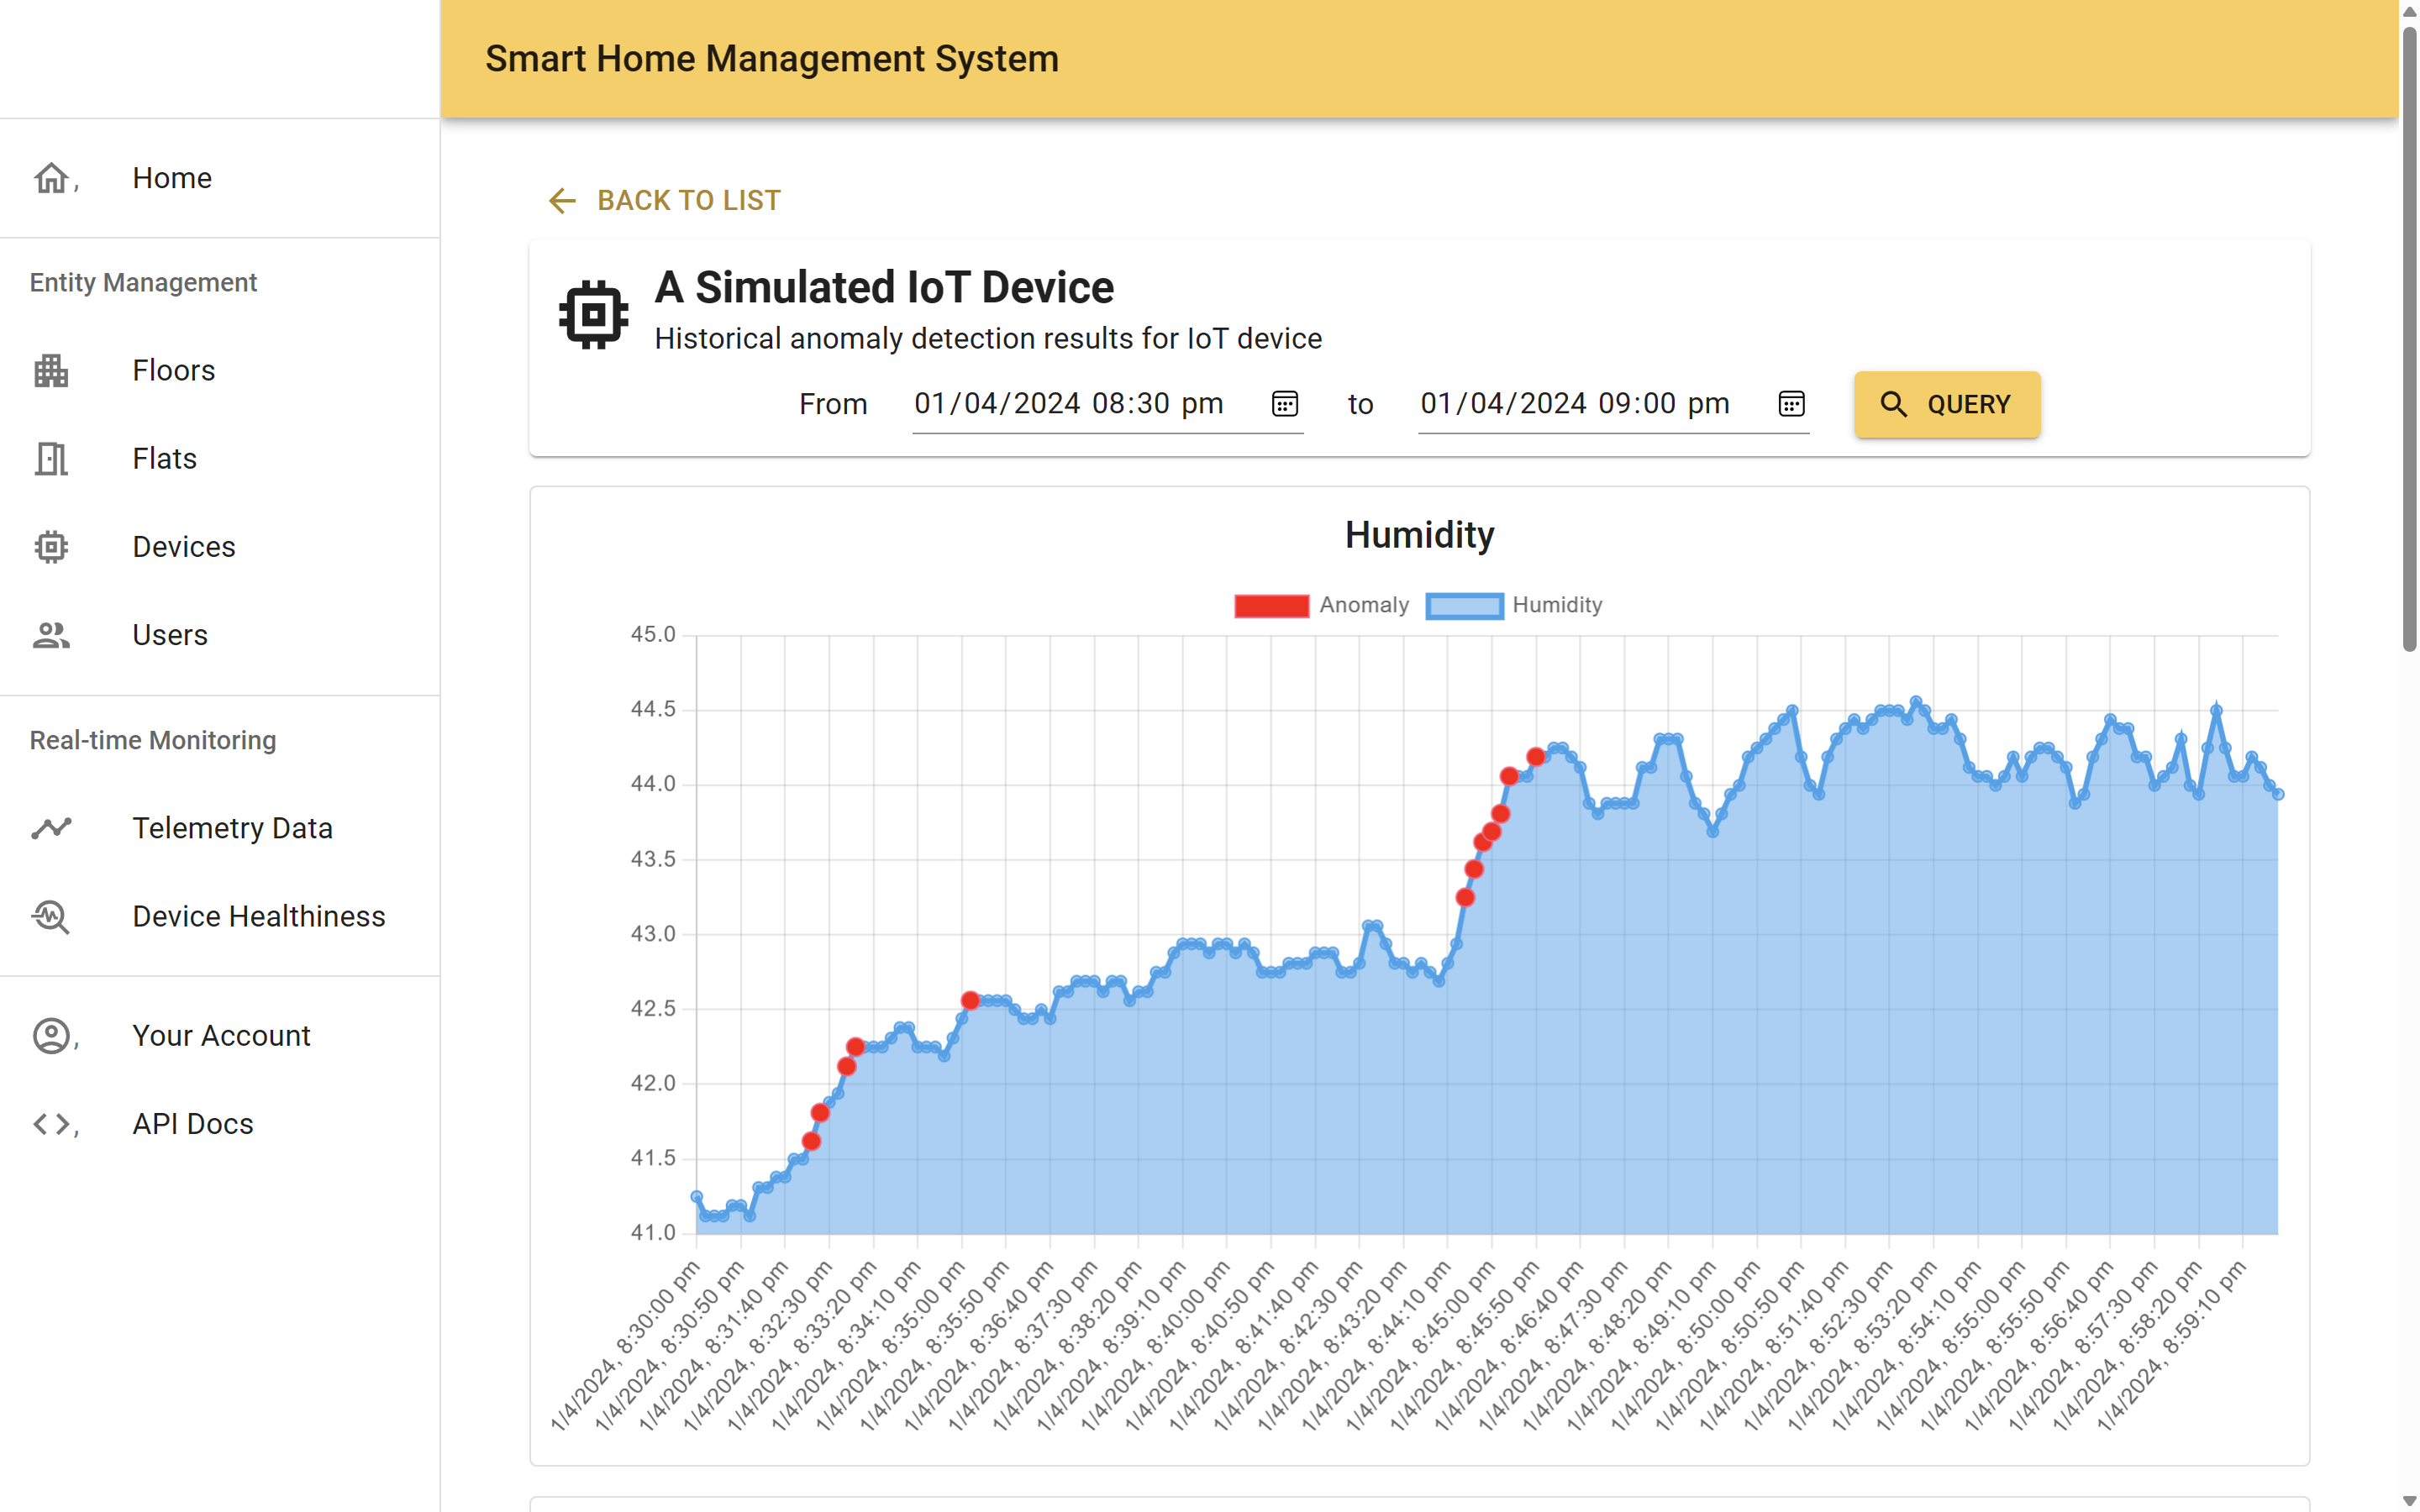 Smart Home Management System
Home
Entity Management
Floors
Flats
Devices
Users
Real-time Monitoring
Telemetry Data
Device Healthiness
Your Account
API Docs
BACK TO LIST
A Simulated IoT Device
Historical anomaly detection results for IoT device
From 01/04/2024 08:30 pm to 01/04/2024 09:00 pm QUERY
Humidity
Anomaly Humidity
45.0
44.5
44.0
43.5
43.0
42.5
42.0
41.5
41.0
1/4/2024, 8:30:00 pm
1/4/2024, 8:30:50 pm
1/4/2024, 8:31:40 pm
1/4/2024, 8:32:30 pm
1/4/2024, 8:33:20 pm
1/4/2024, 8:34:10 pm
1/4/2024, 8:35:00 pm
1/4/2024, 8:35:50 pm
1/4/2024, 8:36:40 pm
1/4/2024, 8:37:30 pm
1/4/2024, 8:38:20 pm
1/4/2024, 8:39:10 pm
1/4/2024, 8:40:00 pm
1/4/2024, 8:40:50 pm
1/4/2024, 8:41:40 pm
1/4/2024, 8:42:30 pm
1/4/2024, 8:43:20 pm
1/4/2024, 8:44:10 pm
1/4/2024, 8:45:00 pm
1/4/2024, 8:45:50 pm
1/4/2024, 8:46:40 pm
1/4/2024, 8:47:30 pm
1/4/2024, 8:48:20 pm
1/4/2024, 8:49:10 pm
1/4/2024, 8:50:00 pm
1/4/2024, 8:50:50 pm
1/4/2024, 8:51:40 pm
1/4/2024, 8:52:30 pm
1/4/2024, 8:53:20 pm
1/4/2024, 8:54:10 pm
1/4/2024, 8:55:00 pm
1/4/2024, 8:55:50 pm
1/4/2024, 8:56:40 pm
1/4/2024, 8:57:30 pm
1/4/2024, 8:58:20 pm
1/4/2024, 8:59:10 pm